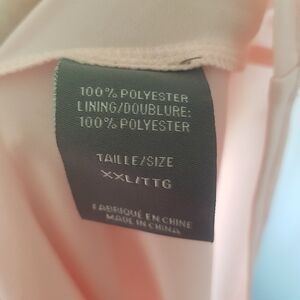 100% POLYESTER
LINING/DOUBLURE:
100% POLYESTER
TAILLE/SIZE
XXL/TTG
FABRIQUÉ EN CHINE
MADE IN CHINA